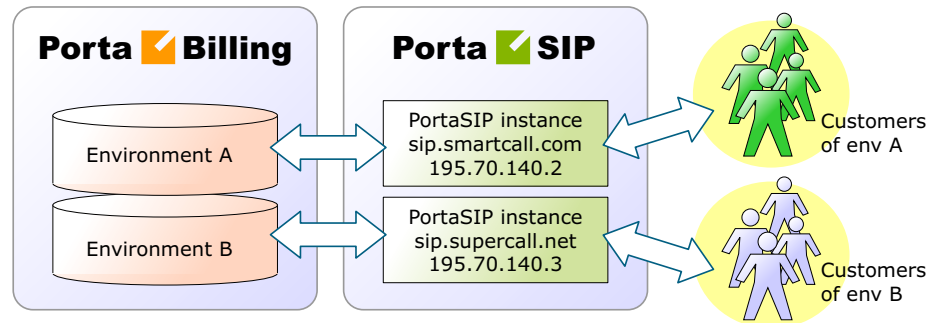 Porta Billing
Porta SIP
Environment A
PortaSIP instance
sip.smartcall.com
195.70.140.2
Customers
of env A
Environment B
PortaSIP instance
sip.supercall.net
195.70.140.3
Customers
of env B